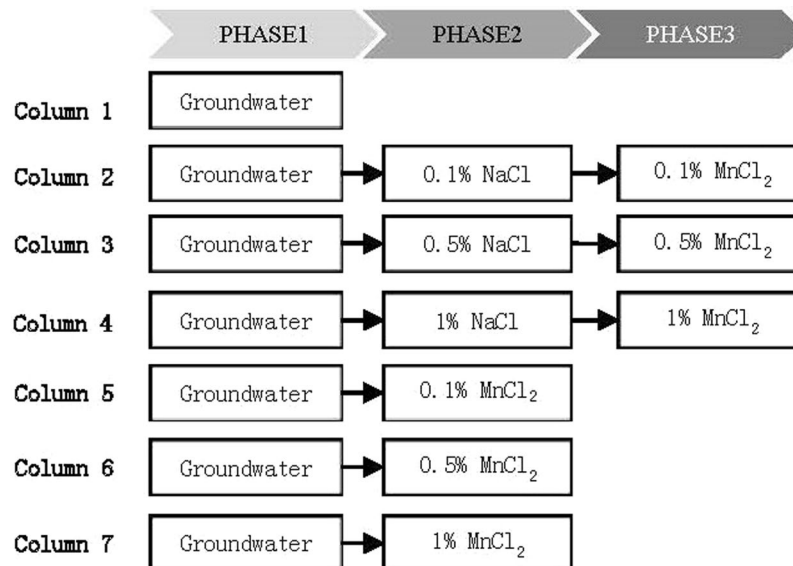 PHASE1 PHASE2 PHASE3
Column 1 Groundwater
Column 2 Groundwater 0.1% NaCl 0.1% MnCl₂
Column 3 Groundwater 0.5% NaCl 0.5% MnCl₂
Column 4 Groundwater 1% NaCl 1% MnCl₂
Column 5 Groundwater 0.1% MnCl₂
Column 6 Groundwater 0.5% MnCl₂
Column 7 Groundwater 1% MnCl₂